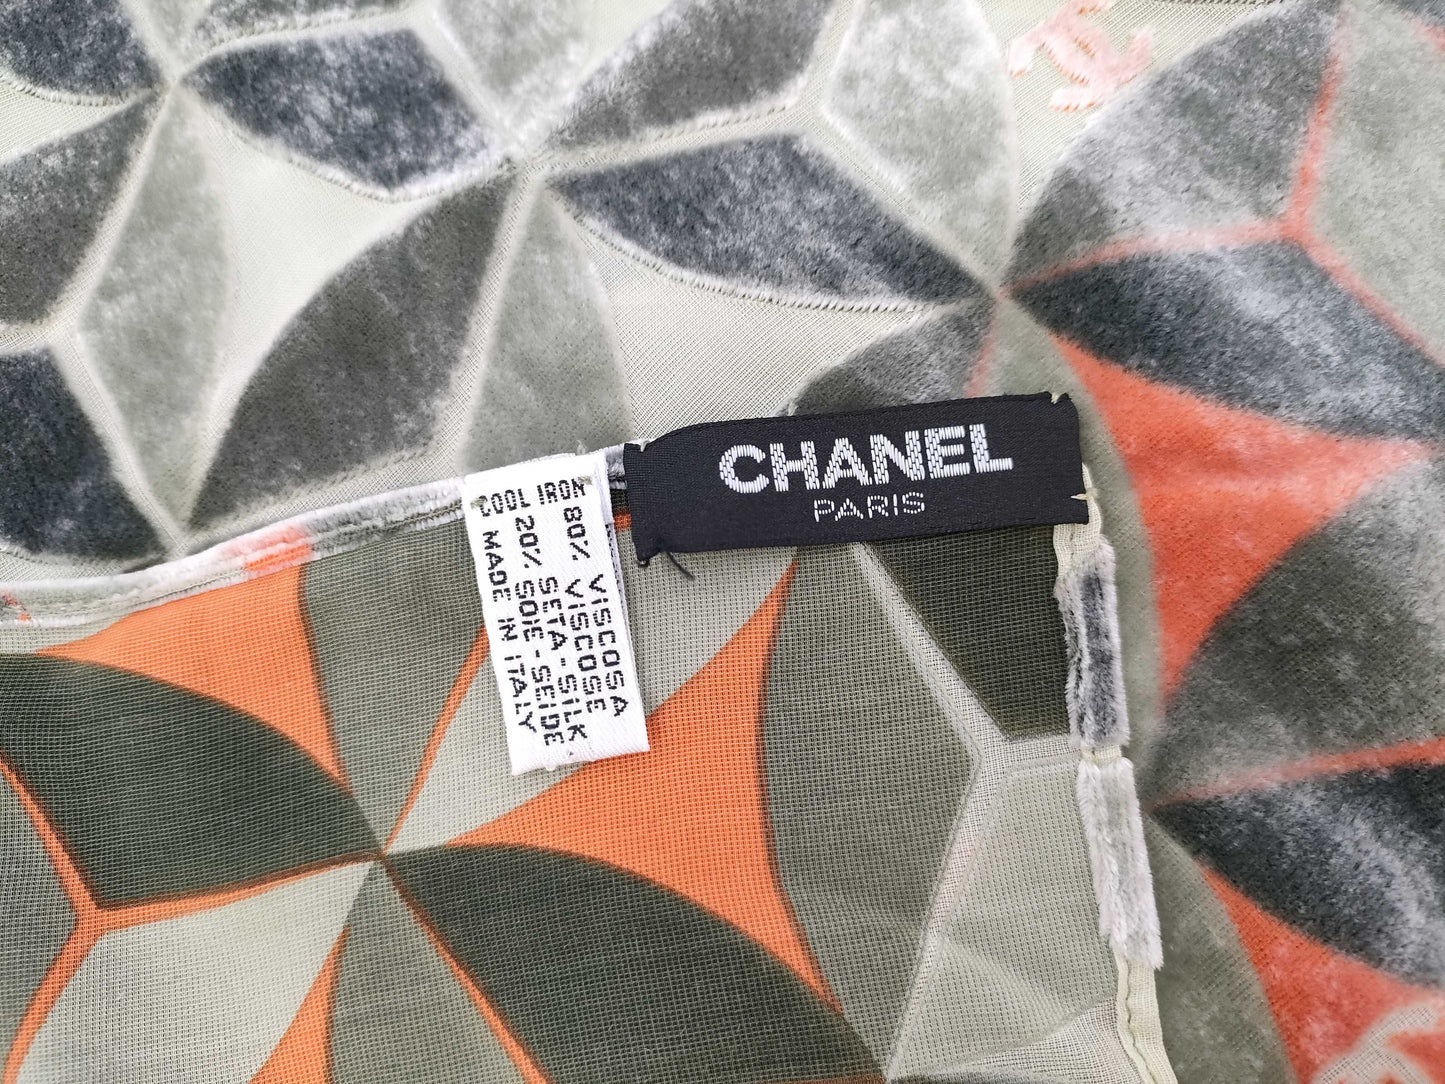 CHANEL
PARIS
COOL IRON
80% VISCOSA
VISCOSE
20% SETA-SILK
SOIE-SEIDE
MADE IN ITALY